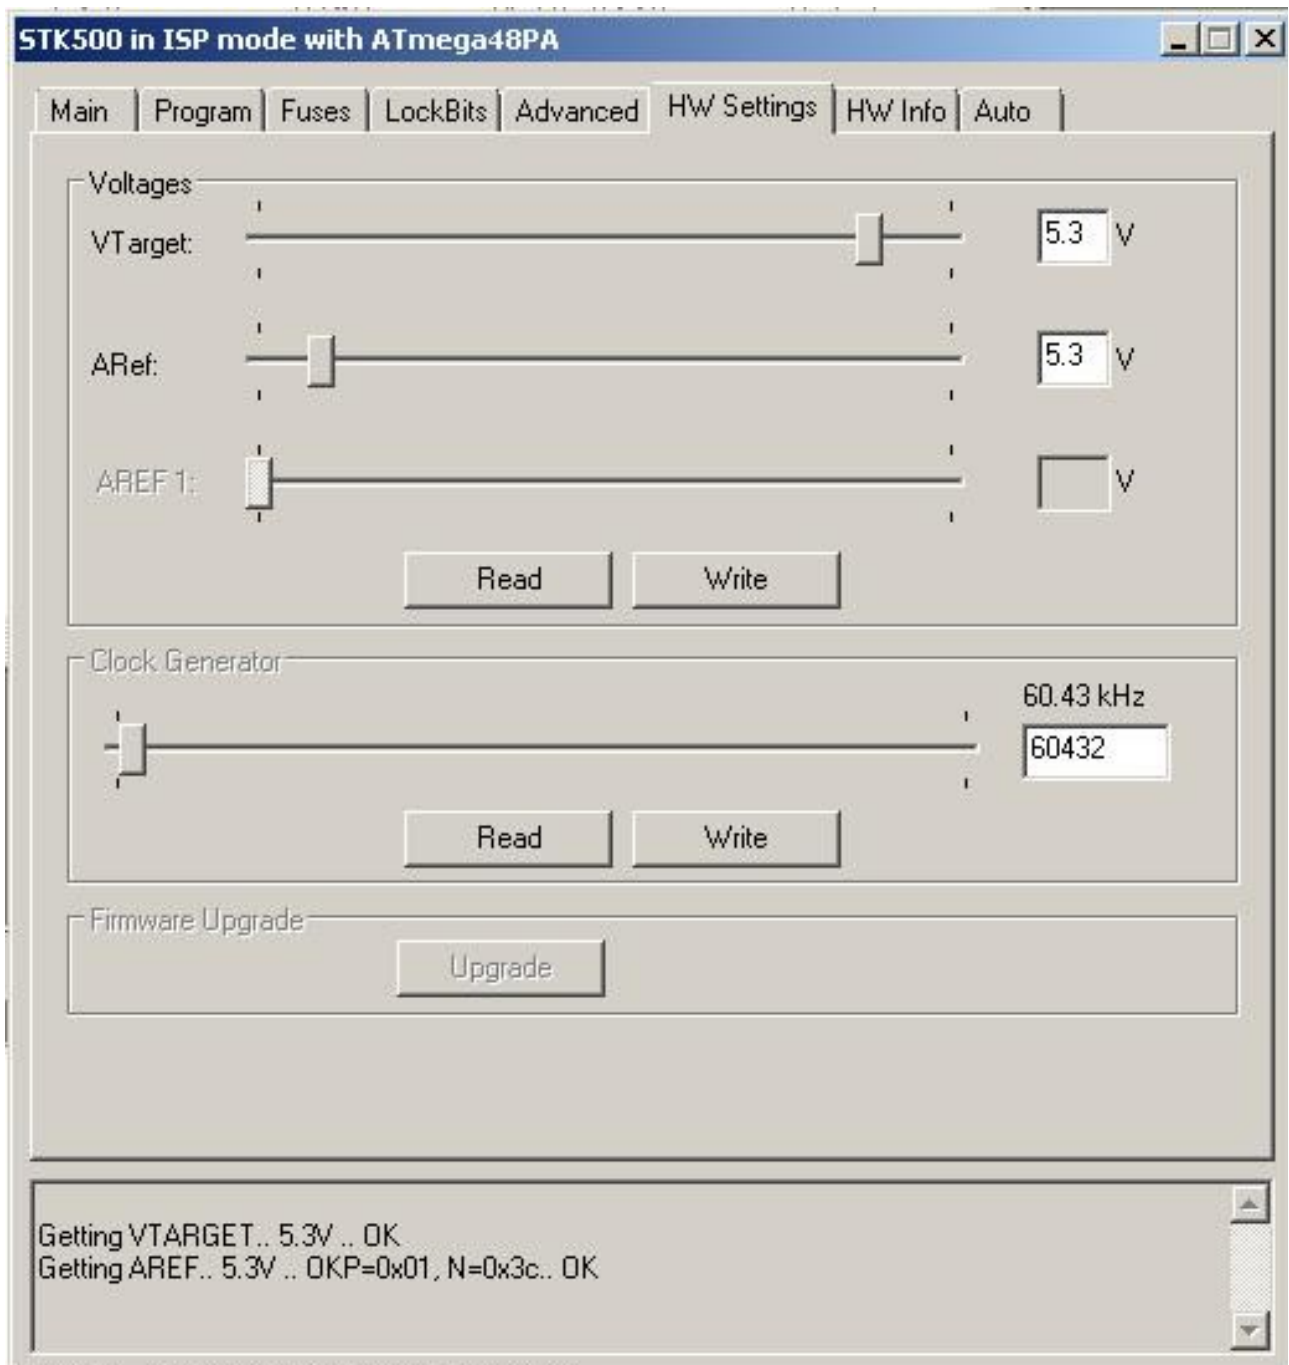 STK500 in ISP mode with ATmega48PA
Main Program Fuses LockBits Advanced HW Settings HW Info Auto
Voltages
VTarget: 5.3 V
ARef: 5.3 V
AREF 1: V
Read Write
Clock Generator
60.43 kHz
60432
Read Write
Firmware Upgrade
Upgrade
Getting VTARGET.. 5.3V .. OK
Getting AREF.. 5.3V .. OKP=0x01, N=0x3c.. OK